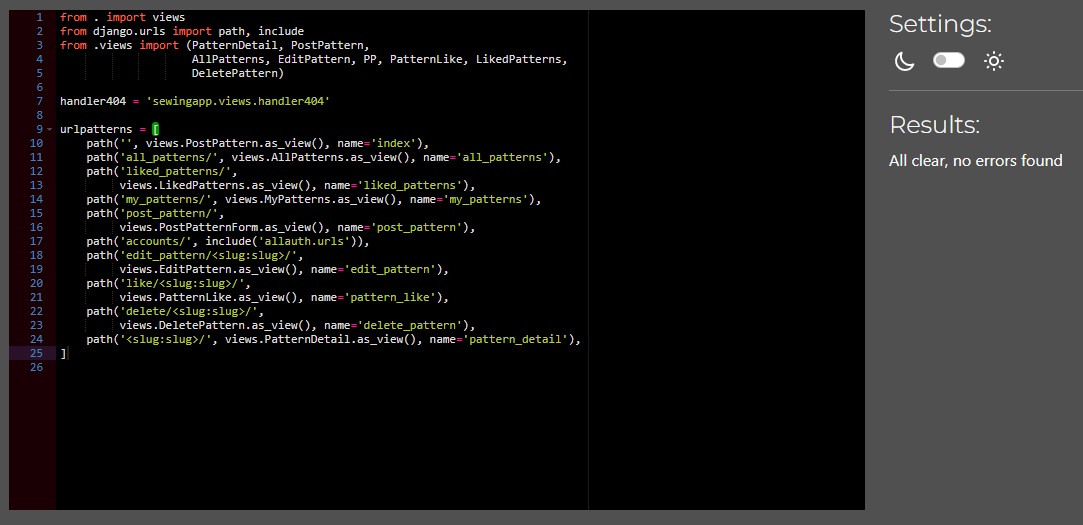 1 from . import views
2 from django.urls import path, include
3 from .views import (PatternDetail, PostPattern,
4                     AllPatterns, EditPattern, PP, PatternLike, LikedPatterns,
5                     DeletePattern)
6
7 handler404 = 'sewingapp.views.handler404'
8
9 urlpatterns = [
10     path('', views.PostPattern.as_view(), name='index'),
11     path('all_patterns/', views.AllPatterns.as_view(), name='all_patterns'),
12     path('liked_patterns/',
13          views.LikedPatterns.as_view(), name='liked_patterns'),
14     path('my_patterns/', views.MyPatterns.as_view(), name='my_patterns'),
15     path('post_pattern/',
16          views.PostPatternForm.as_view(), name='post_pattern'),
17     path('accounts/', include('allauth.urls')),
18     path('edit_pattern/<slug:slug>/',
19          views.EditPattern.as_view(), name='edit_pattern'),
20     path('like/<slug:slug>/',
21          views.PatternLike.as_view(), name='pattern_like'),
22     path('delete/<slug:slug>/',
23          views.DeletePattern.as_view(), name='delete_pattern'),
24     path('<slug:slug>/', views.PatternDetail.as_view(), name='pattern_detail'),
25 ]
26
Settings:
Results:
All clear, no errors found